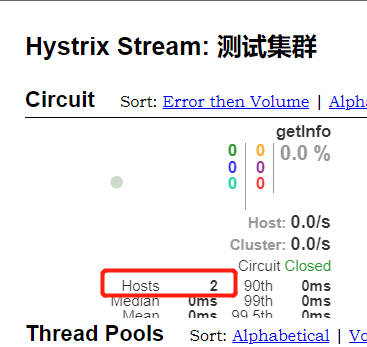 Hystrix Stream: 测试集群
Circuit Sort: Error then Volume | Alpha
getInfo
0 0 0.0 %
0 0
0 0
Host: 0.0/s
Cluster: 0.0/s
Circuit Closed
Hosts 2 90th 0ms
Median 0ms 99th 0ms
Mean 0ms 99.5th 0ms
Thread Pools Sort: Alphabetical | Vo